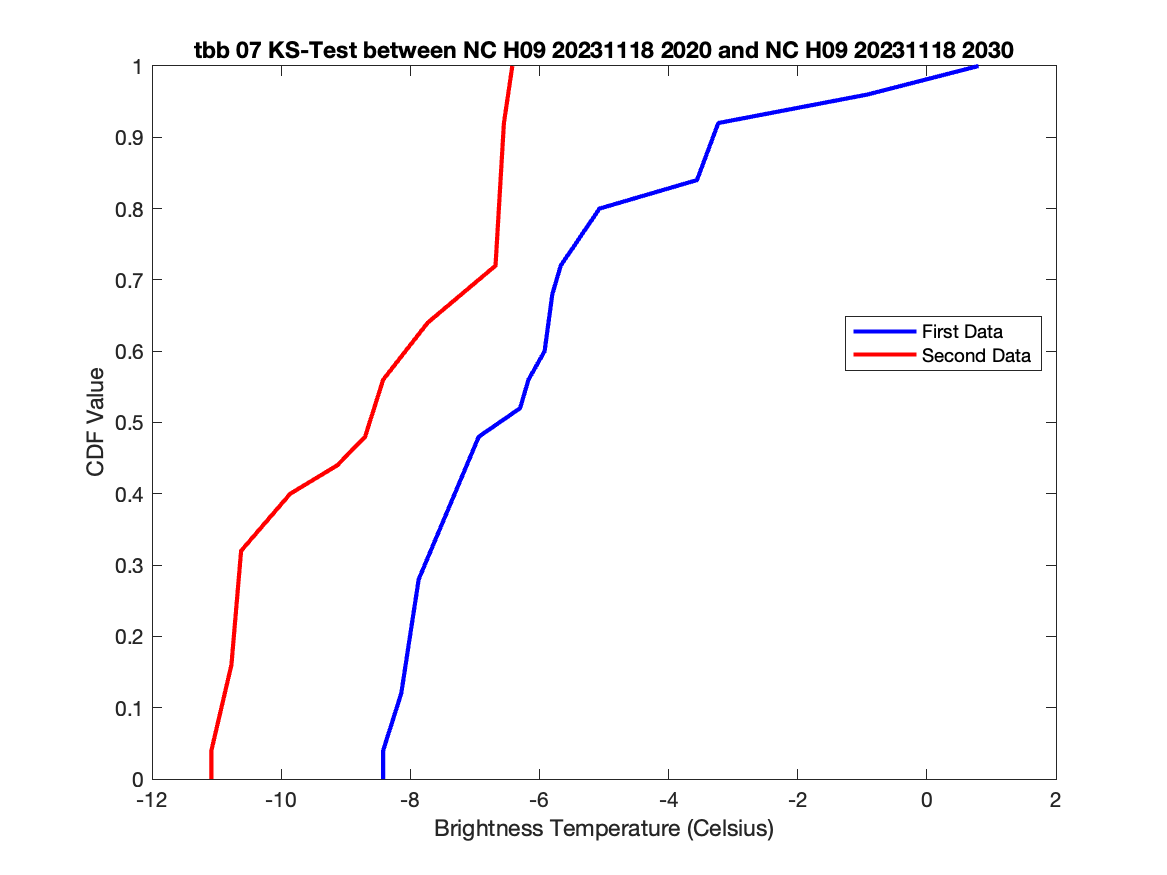 tbb 07 KS-Test between NC H09 20231118 2020 and NC H09 20231118 2030
1
0.9
0.8
0.7
0.6
0.5
0.4
0.3
0.2
0.1
0
CDF Value
First Data
Second Data
-12 -10 -8 -6 -4 -2 0 2
Brightness Temperature (Celsius)